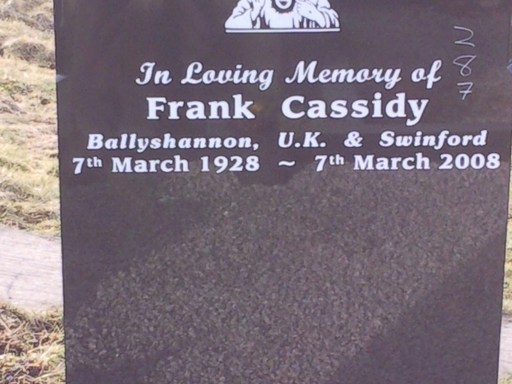 In Loving Memory of
Frank Cassidy
Ballyshannon, U.K. & Swinford
7th March 1928 ~ 7th March 2008
287